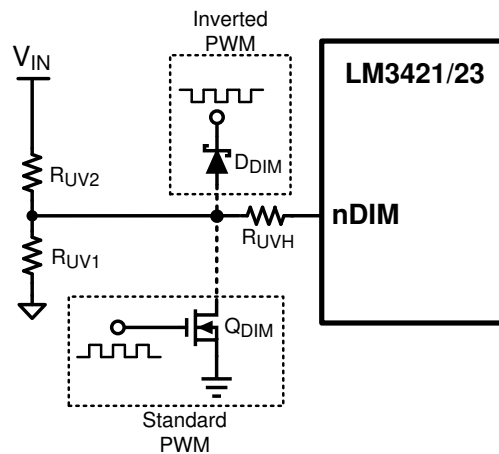 Inverted
PWM
VIN
LM3421/23
DDIM
RUV2
nDIM
RUVH
RUV1
QDIM
Standard
PWM